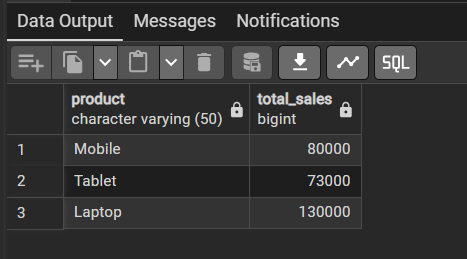 Data Output Messages Notifications
SQL
product total_sales
character varying (50) bigint
1 Mobile 80000
2 Tablet 73000
3 Laptop 130000